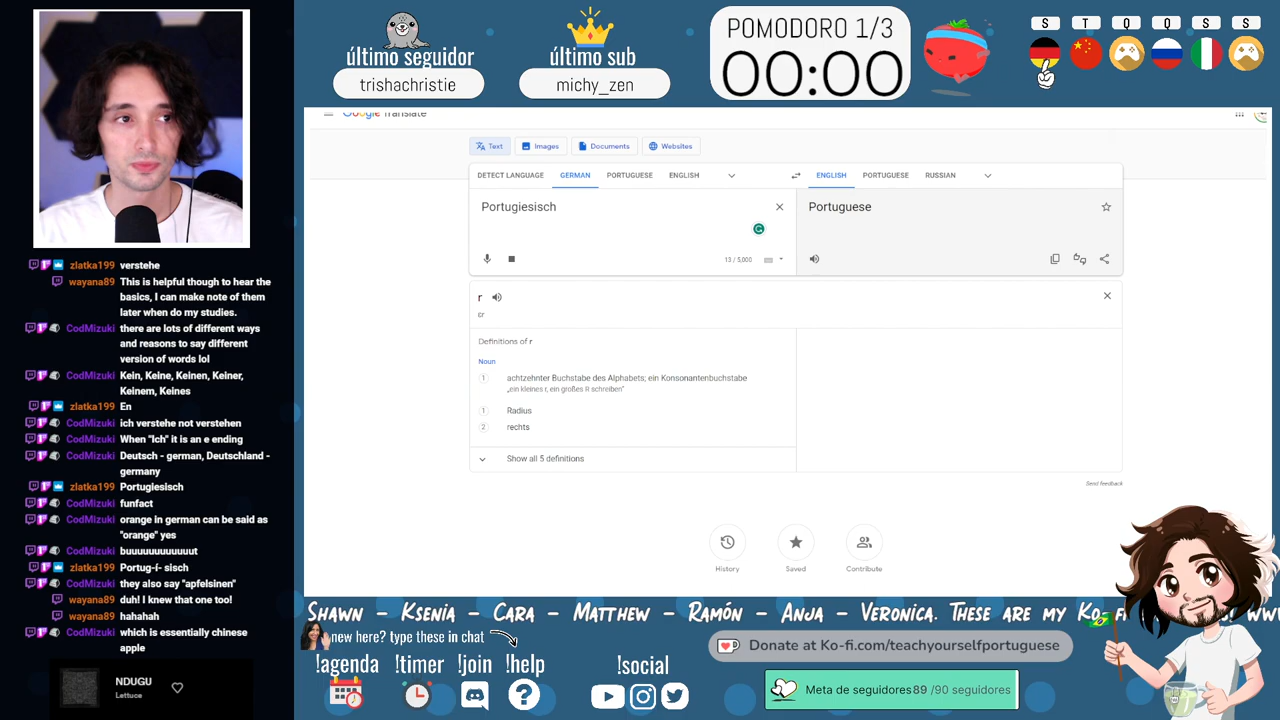 último seguidor
trishachristie
último sub
michy_zen
POMODORO 1/3
00:00
S T Q Q S S
Google Translate
Text
Images
Documents
Websites
DETECT LANGUAGE
GERMAN
PORTUGUESE
ENGLISH
ENGLISH
PORTUGUESE
RUSSIAN
Portugiesisch
Portuguese
13 / 5,000
r
ɛr
Definitions of r
Noun
1 achtzehnter Buchstabe des Alphabets; ein Konsonantenbuchstabe
„ein kleines r, ein großes R schreiben“
1 Radius
2 rechts
Show all 5 definitions
Send feedback
History
Saved
Contribute
zlatka199 verstehe
wayana89 This is helpful though to hear the
basics, I can make note of them
later when do my studies.
CodMizuki there are lots of different ways
and reasons to say different
version of words lol
CodMizuki Kein, Keine, Keinen, Keiner,
Keinem, Keines
zlatka199 En
CodMizuki ich verstehe not verstehen
CodMizuki When "Ich" it is an e ending
CodMizuki Deutsch - german, Deutschland -
germany
zlatka199 Portugiesisch
CodMizuki funfact
CodMizuki orange in german can be said as
"orange" yes
CodMizuki buuuuuuuuuuuut
zlatka199 Portug-í- sisch
CodMizuki they also say "apfelsinen"
wayana89 duh! I knew that one too!
wayana89 hahahah
CodMizuki which is essentially chinese
apple
NDUGU
Lettuce
Shawn - Ksenia - Cara - Matthew - Ramón - Anja - Veronica. These are my Ko-f
new here? type these in chat
!agenda
!timer
!join
!help
!social
Donate at Ko-fi.com/teachyourselfportuguese
Meta de seguidores 89 /90 seguidores